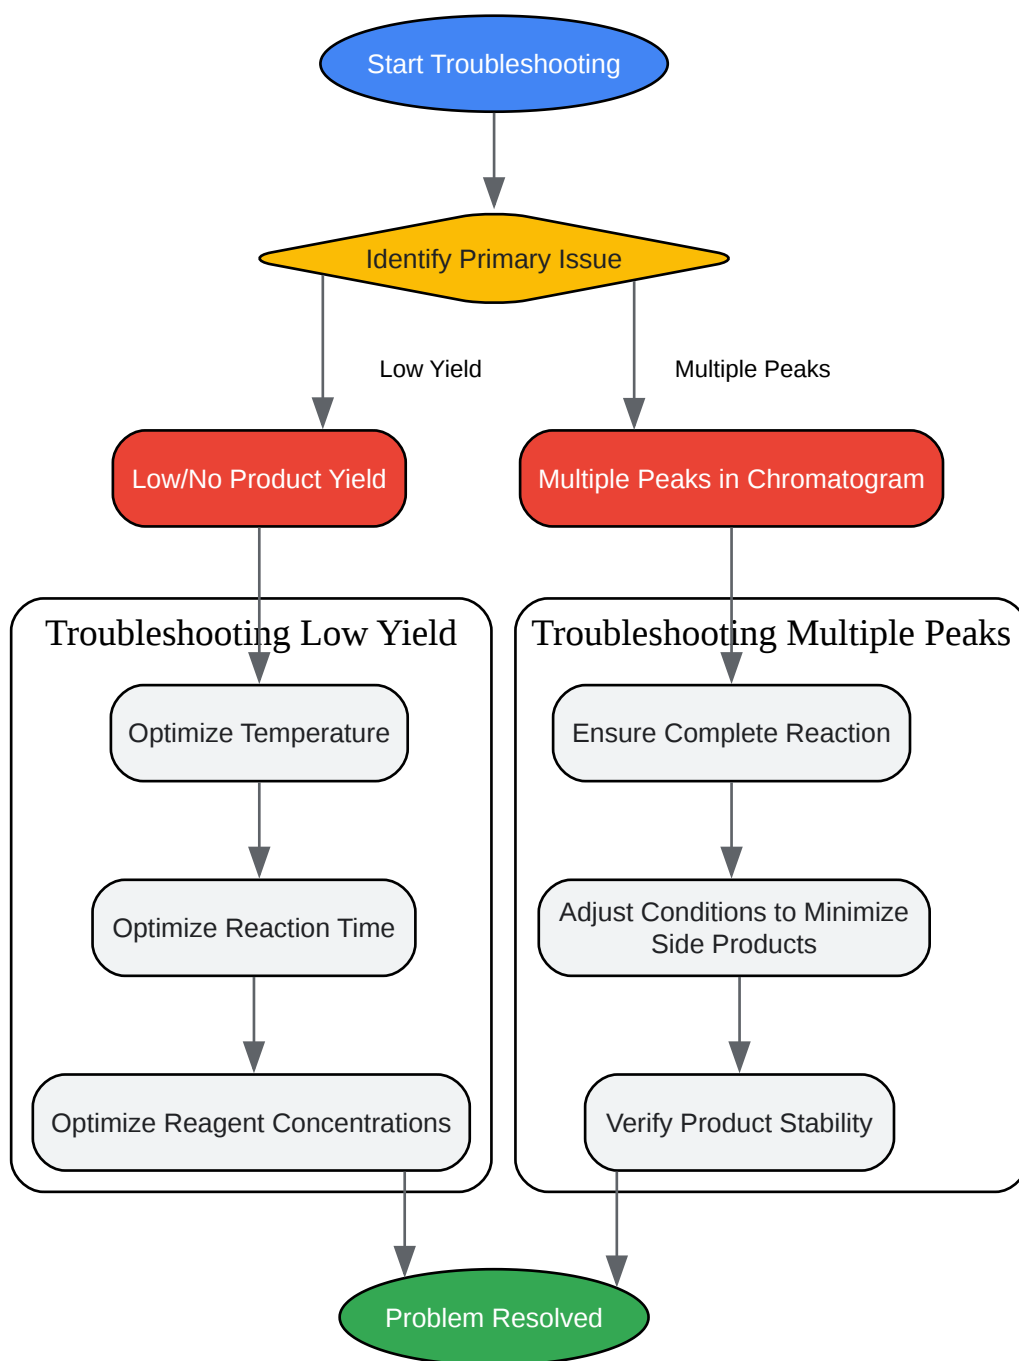 Start Troubleshooting
Identify Primary Issue
Low Yield
Multiple Peaks
Low/No Product Yield
Multiple Peaks in Chromatogram
Troubleshooting Low Yield
Optimize Temperature
Optimize Reaction Time
Optimize Reagent Concentrations
Troubleshooting Multiple Peaks
Ensure Complete Reaction
Adjust Conditions to Minimize
Side Products
Verify Product Stability
Problem Resolved